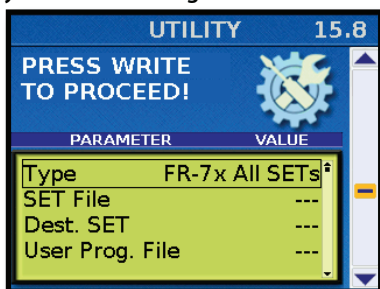 UTILITY 15.8
PRESS WRITE
TO PROCEED!
PARAMETER VALUE
Type FR-7x All SETs
SET File ---
Dest. SET ---
User Prog. File ---